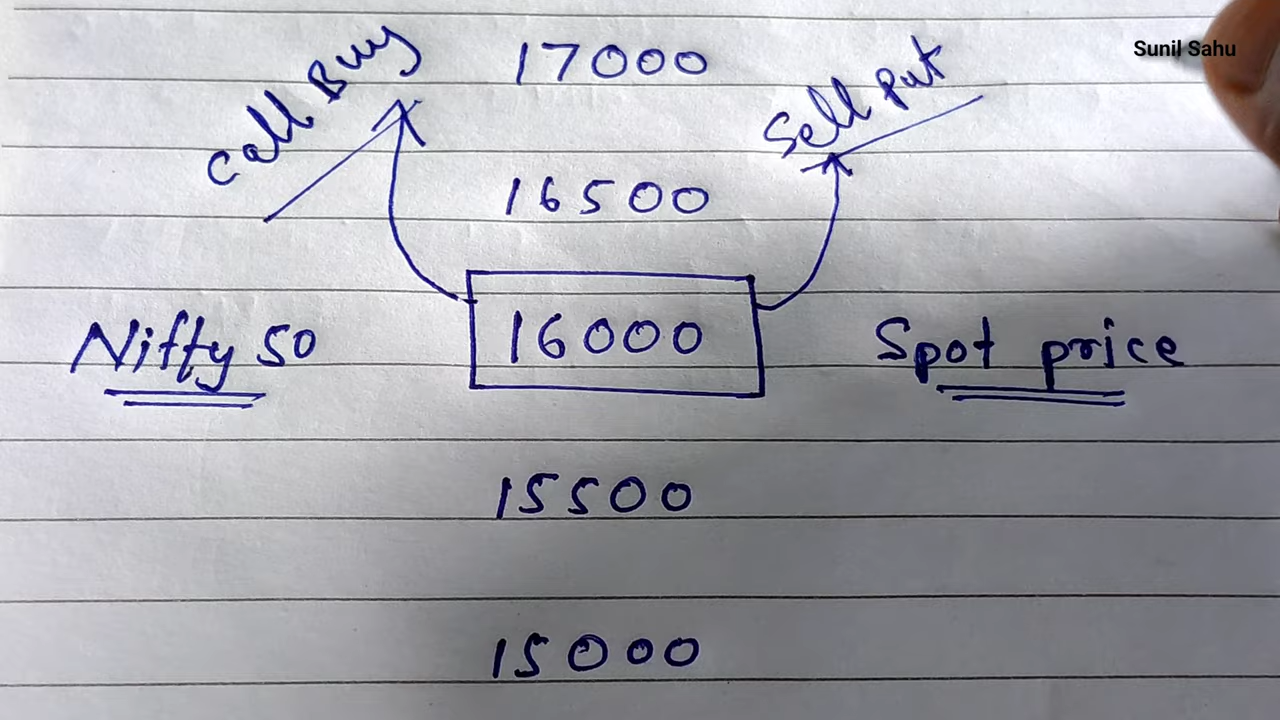 Sunil Sahu
Call Buy
17000
Sell Put
16500
Nifty 50
16000
Spot price
15500
15000